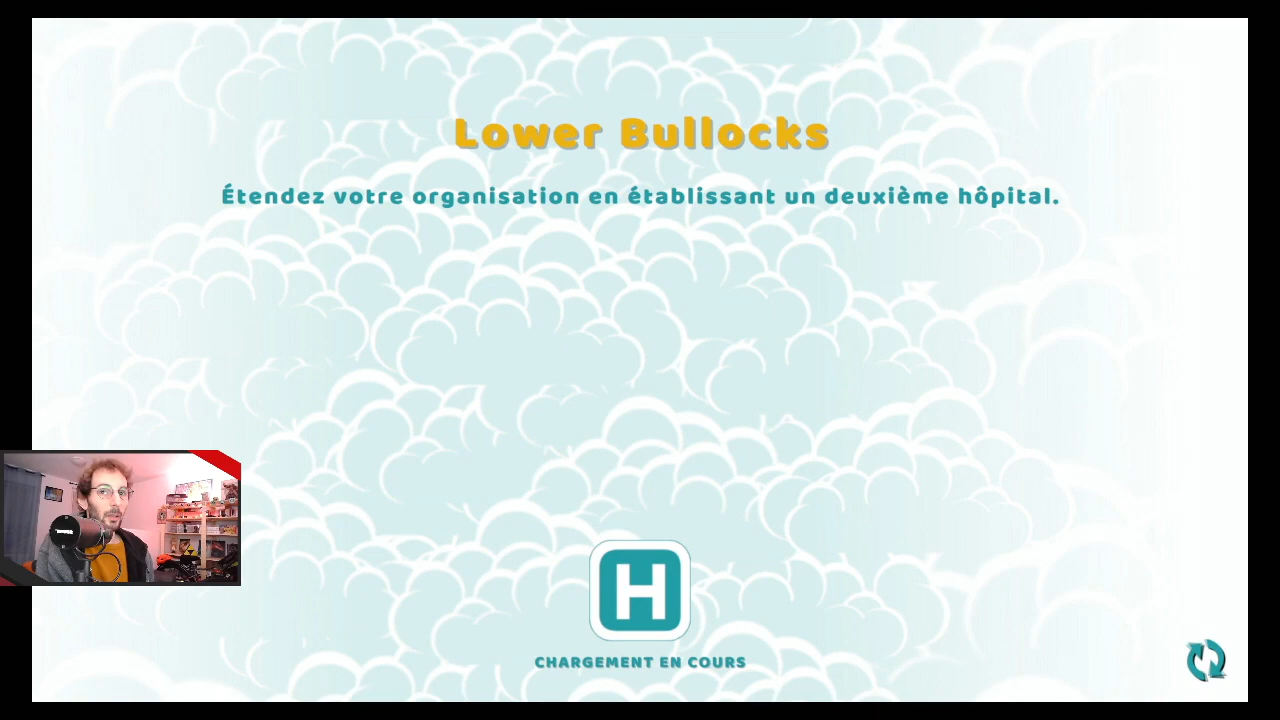 Lower Bullocks
Étendez votre organisation en établissant un deuxième hôpital.
H
CHARGEMENT EN COURS